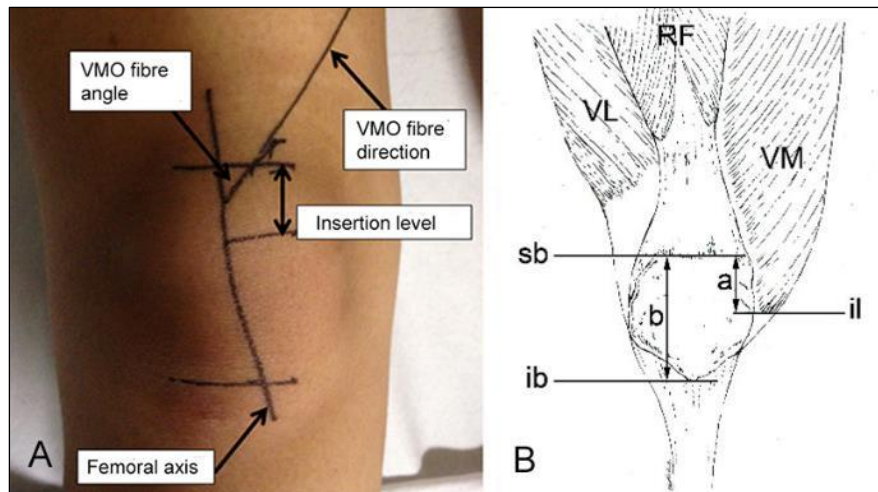 VMO fibre
angle
VMO fibre
direction
Insertion level
Femoral axis
A
RF
VL
VM
sb
a
b
il
ib
B